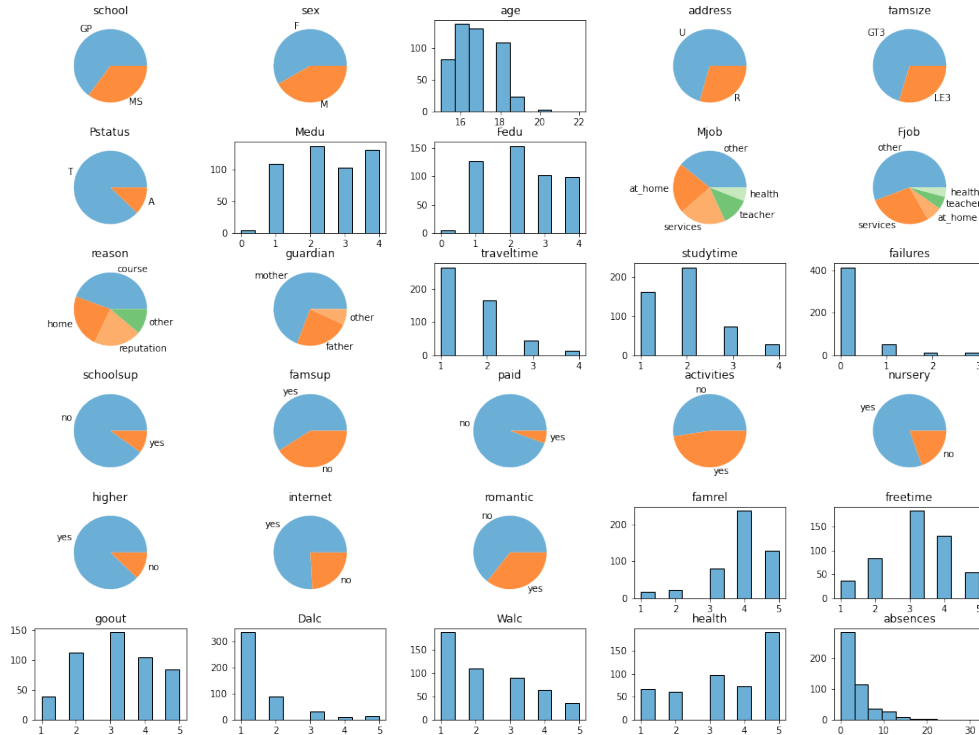 school sex age address famsize
GP F U GT3
MS M R LE3
100
50
0
16 18 20 22
Pstatus Medu Fedu Mjob Fjob
T A
100
0
0 1 2 3 4
150
100
50
0
0 1 2 3 4
other at_home services teacher health
other services at_home teacher health
reason guardian traveltime studytime failures
course home reputation other
mother father other
200
100
0
1 2 3 4
200
100
0
1 2 3 4
400
200
0
0 1 2 3
schoolsup famsup paid activities nursery
no yes
yes no
no yes
no yes
yes no
higher internet romantic famrel freetime
yes no
yes no
no yes
200
100
0
1 2 3 4 5
150
100
50
0
1 2 3 4 5
goout Dalc Walc health absences
150
100
50
0
1 2 3 4 5
300
200
100
0
1 2 3 4 5
150
100
50
0
1 2 3 4 5
150
100
50
0
1 2 3 4 5
200
100
0
0 10 20 30